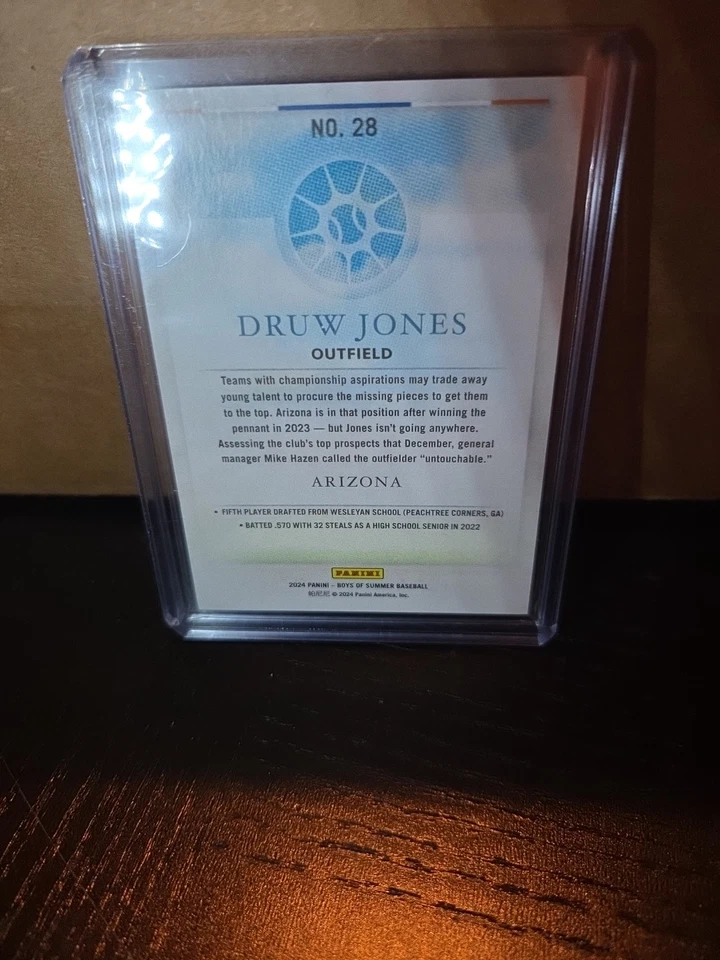 NO. 28
DRUW JONES
OUTFIELD
Teams with championship aspirations may trade away
young talent to procure the missing pieces to get them
to the top. Arizona is in that position after winning the
pennant in 2023 — but Jones isn't going anywhere.
Assessing the club's top prospects that December, general
manager Mike Hazen called the outfielder "untouchable."
ARIZONA
• FIFTH PLAYER DRAFTED FROM WESLEYAN SCHOOL (PEACHTREE CORNERS, GA)
• BATTED .570 WITH 32 STEALS AS A HIGH SCHOOL SENIOR IN 2022
PANINI
2024 PANINI - BOYS OF SUMMER BASEBALL
帕尼尼 © 2024 Panini America, Inc.